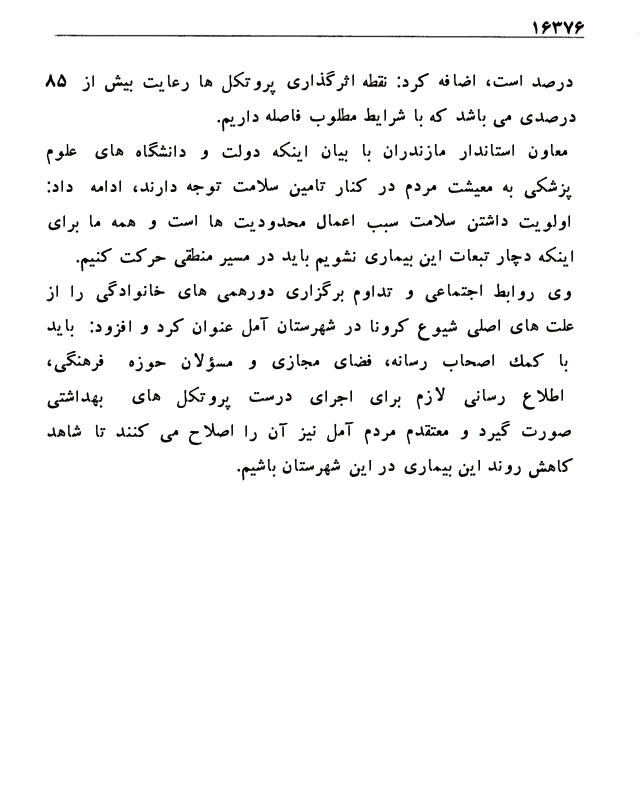 ۱۶۳۷۶
درصد است، اضافه کرد: نقطه اثرگذاری پروتکل ها رعایت بیش از ۸۵
درصدی می باشد که با شرایط مطلوب فاصله داریم.
معاون استاندار مازندران با بیان اینکه دولت و دانشگاه های علوم
پزشکی به معیشت مردم در کنار تامین سلامت توجه دارند، ادامه داد:
اولویت داشتن سلامت سبب اعمال محدودیت ها است و همه ما برای
اینکه دچار تبعات این بیماری نشویم باید در مسیر منطقی حرکت کنیم.
وی روابط اجتماعی و تداوم برگزاری دورهمی های خانوادگی را از
علت های اصلی شیوع کرونا در شهرستان آمل عنوان کرد و افزود: باید
با کمك اصحاب رسانه، فضای مجازی و مسؤلان حوزه فرهنگی،
اطلاع رسانی لازم برای اجرای درست پروتکل های بهداشتی
صورت گیرد و معتقدم مردم آمل نیز آن را اصلاح می کنند تا شاهد
کاهش روند این بیماری در این شهرستان باشیم.